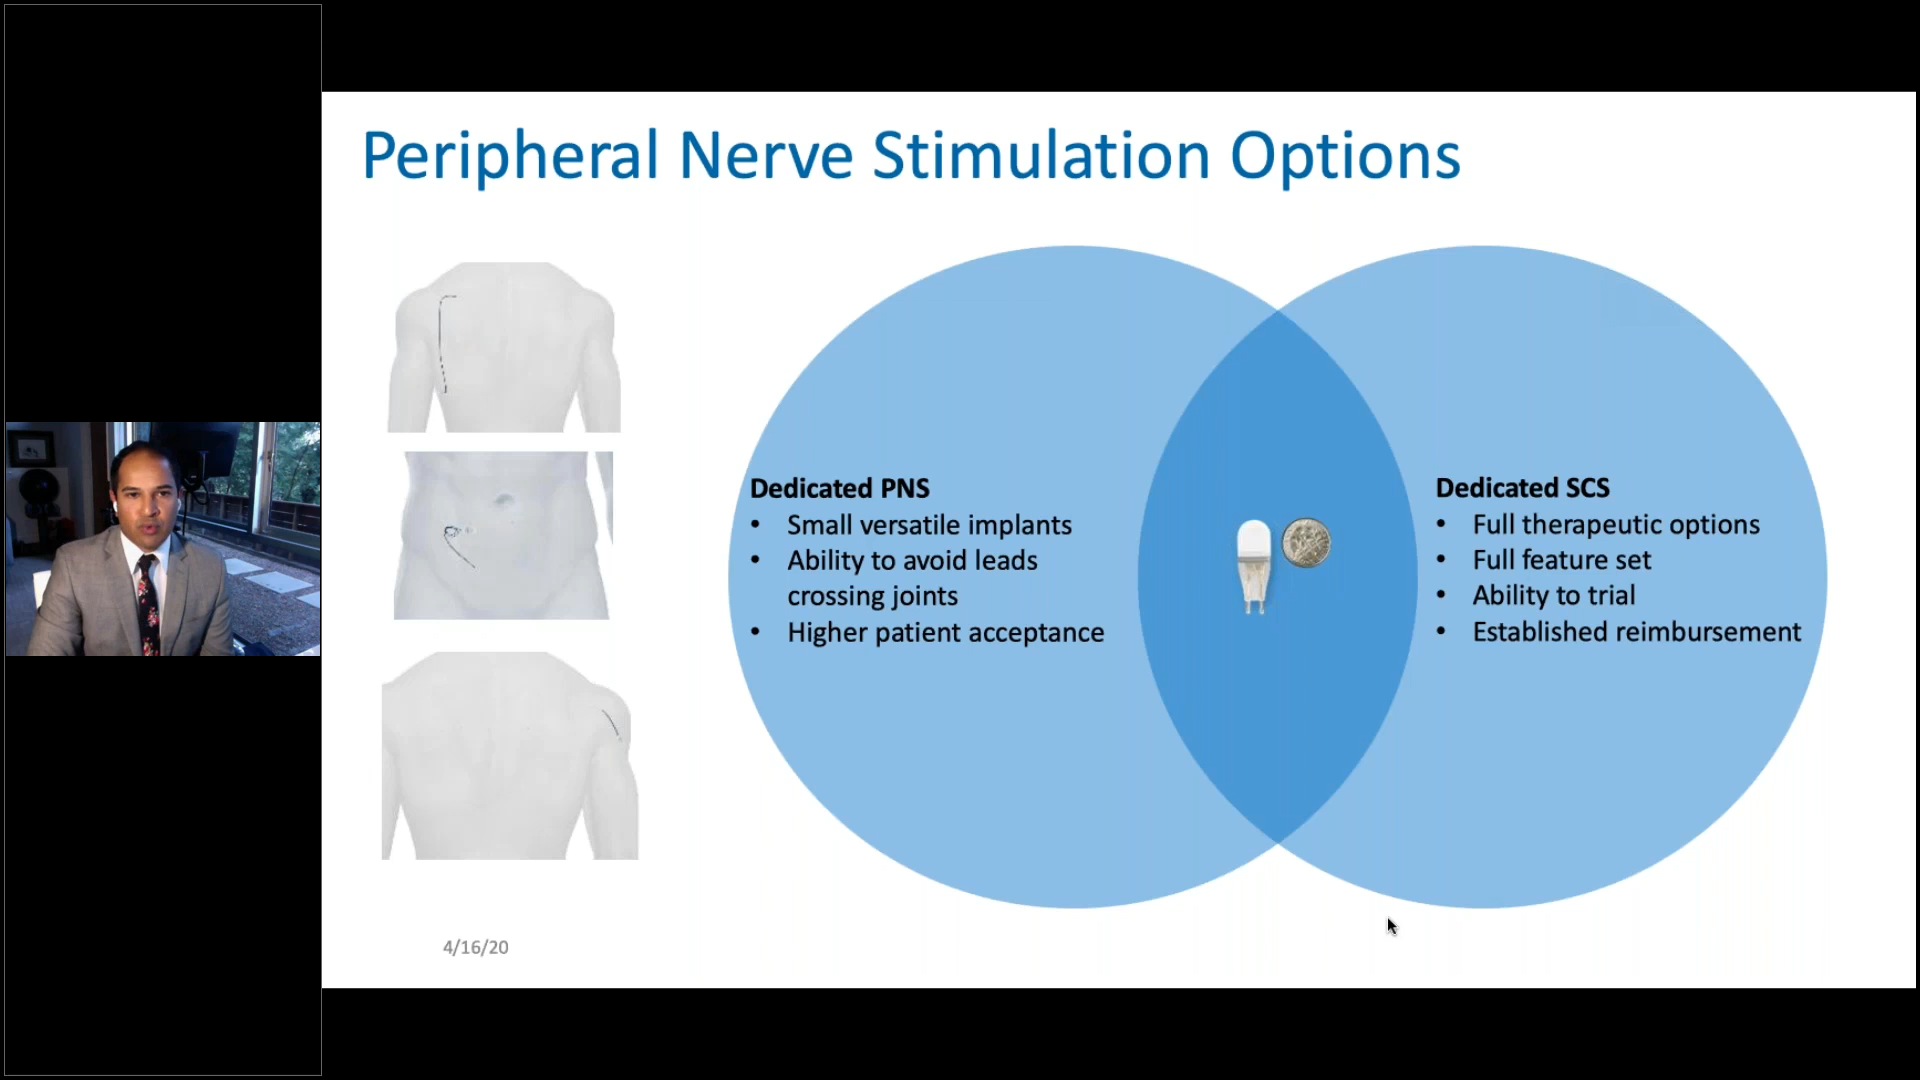 Peripheral Nerve Stimulation Options
Dedicated PNS
• Small versatile implants
• Ability to avoid leads
crossing joints
• Higher patient acceptance
Dedicated SCS
• Full therapeutic options
• Full feature set
• Ability to trial
• Established reimbursement
4/16/20